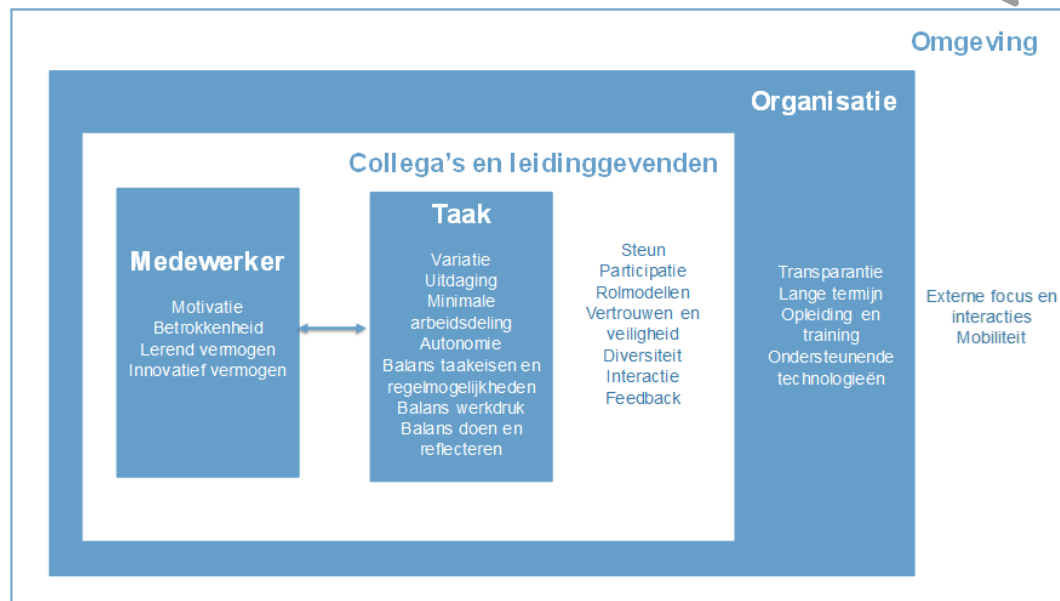 Omgeving
Organisatie
Collega's en leidinggevenden
Medewerker
Motivatie
Betrokkenheid
Lerend vermogen
Innovatief vermogen
Taak
Variatie
Uitdaging
Minimale
arbeidsdeling
Autonomie
Balans taakeisen en
regelmogelijkheden
Balans werkdruk
Balans doen en
reflecteren
Steun
Participatie
Rolmodellen
Vertrouwen en
veiligheid
Diversiteit
Interactie
Feedback
Transparantie
Lange termijn
Opleiding en
training
Ondersteunende
technologieën
Externe focus en
interacties
Mobiliteit